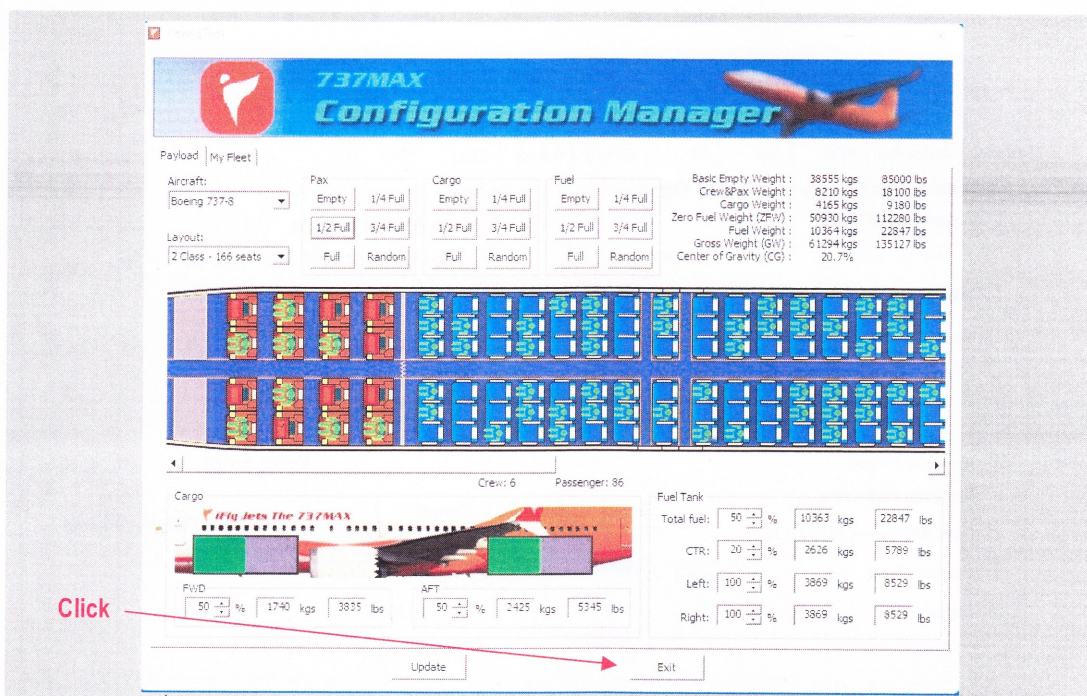 737MAX
Configuration Manager
Payload My Fleet
Aircraft:
Boeing 737-8
Layout:
2 Class - 166 seats
Pax
Empty 1/4 Full
1/2 Full 3/4 Full
Full Random
Cargo
Empty 1/4 Full
1/2 Full 3/4 Full
Full Random
Fuel
Empty 1/4 Full
1/2 Full 3/4 Full
Full Random
Basic Empty Weight : 38555 kgs 85000 lbs
Crew&Pax Weight : 8210 kgs 18100 lbs
Cargo Weight : 4165 kgs 9180 lbs
Zero Fuel Weight (ZFW) : 50930 kgs 112280 lbs
Fuel Weight : 10364 kgs 22847 lbs
Gross Weight (GW) : 61294 kgs 135127 lbs
Center of Gravity (CG) : 20.7%
Crew: 6 Passenger: 86
Cargo
iFly Jets The 737MAX
FWD
50 % 1740 kgs 3835 lbs
AFT
50 % 2425 kgs 5345 lbs
Fuel Tank
Total fuel: 50 % 10363 kgs 22847 lbs
CTR: 20 % 2626 kgs 5789 lbs
Left: 100 % 3869 kgs 8529 lbs
Right: 100 % 3869 kgs 8529 lbs
Click
Update Exit